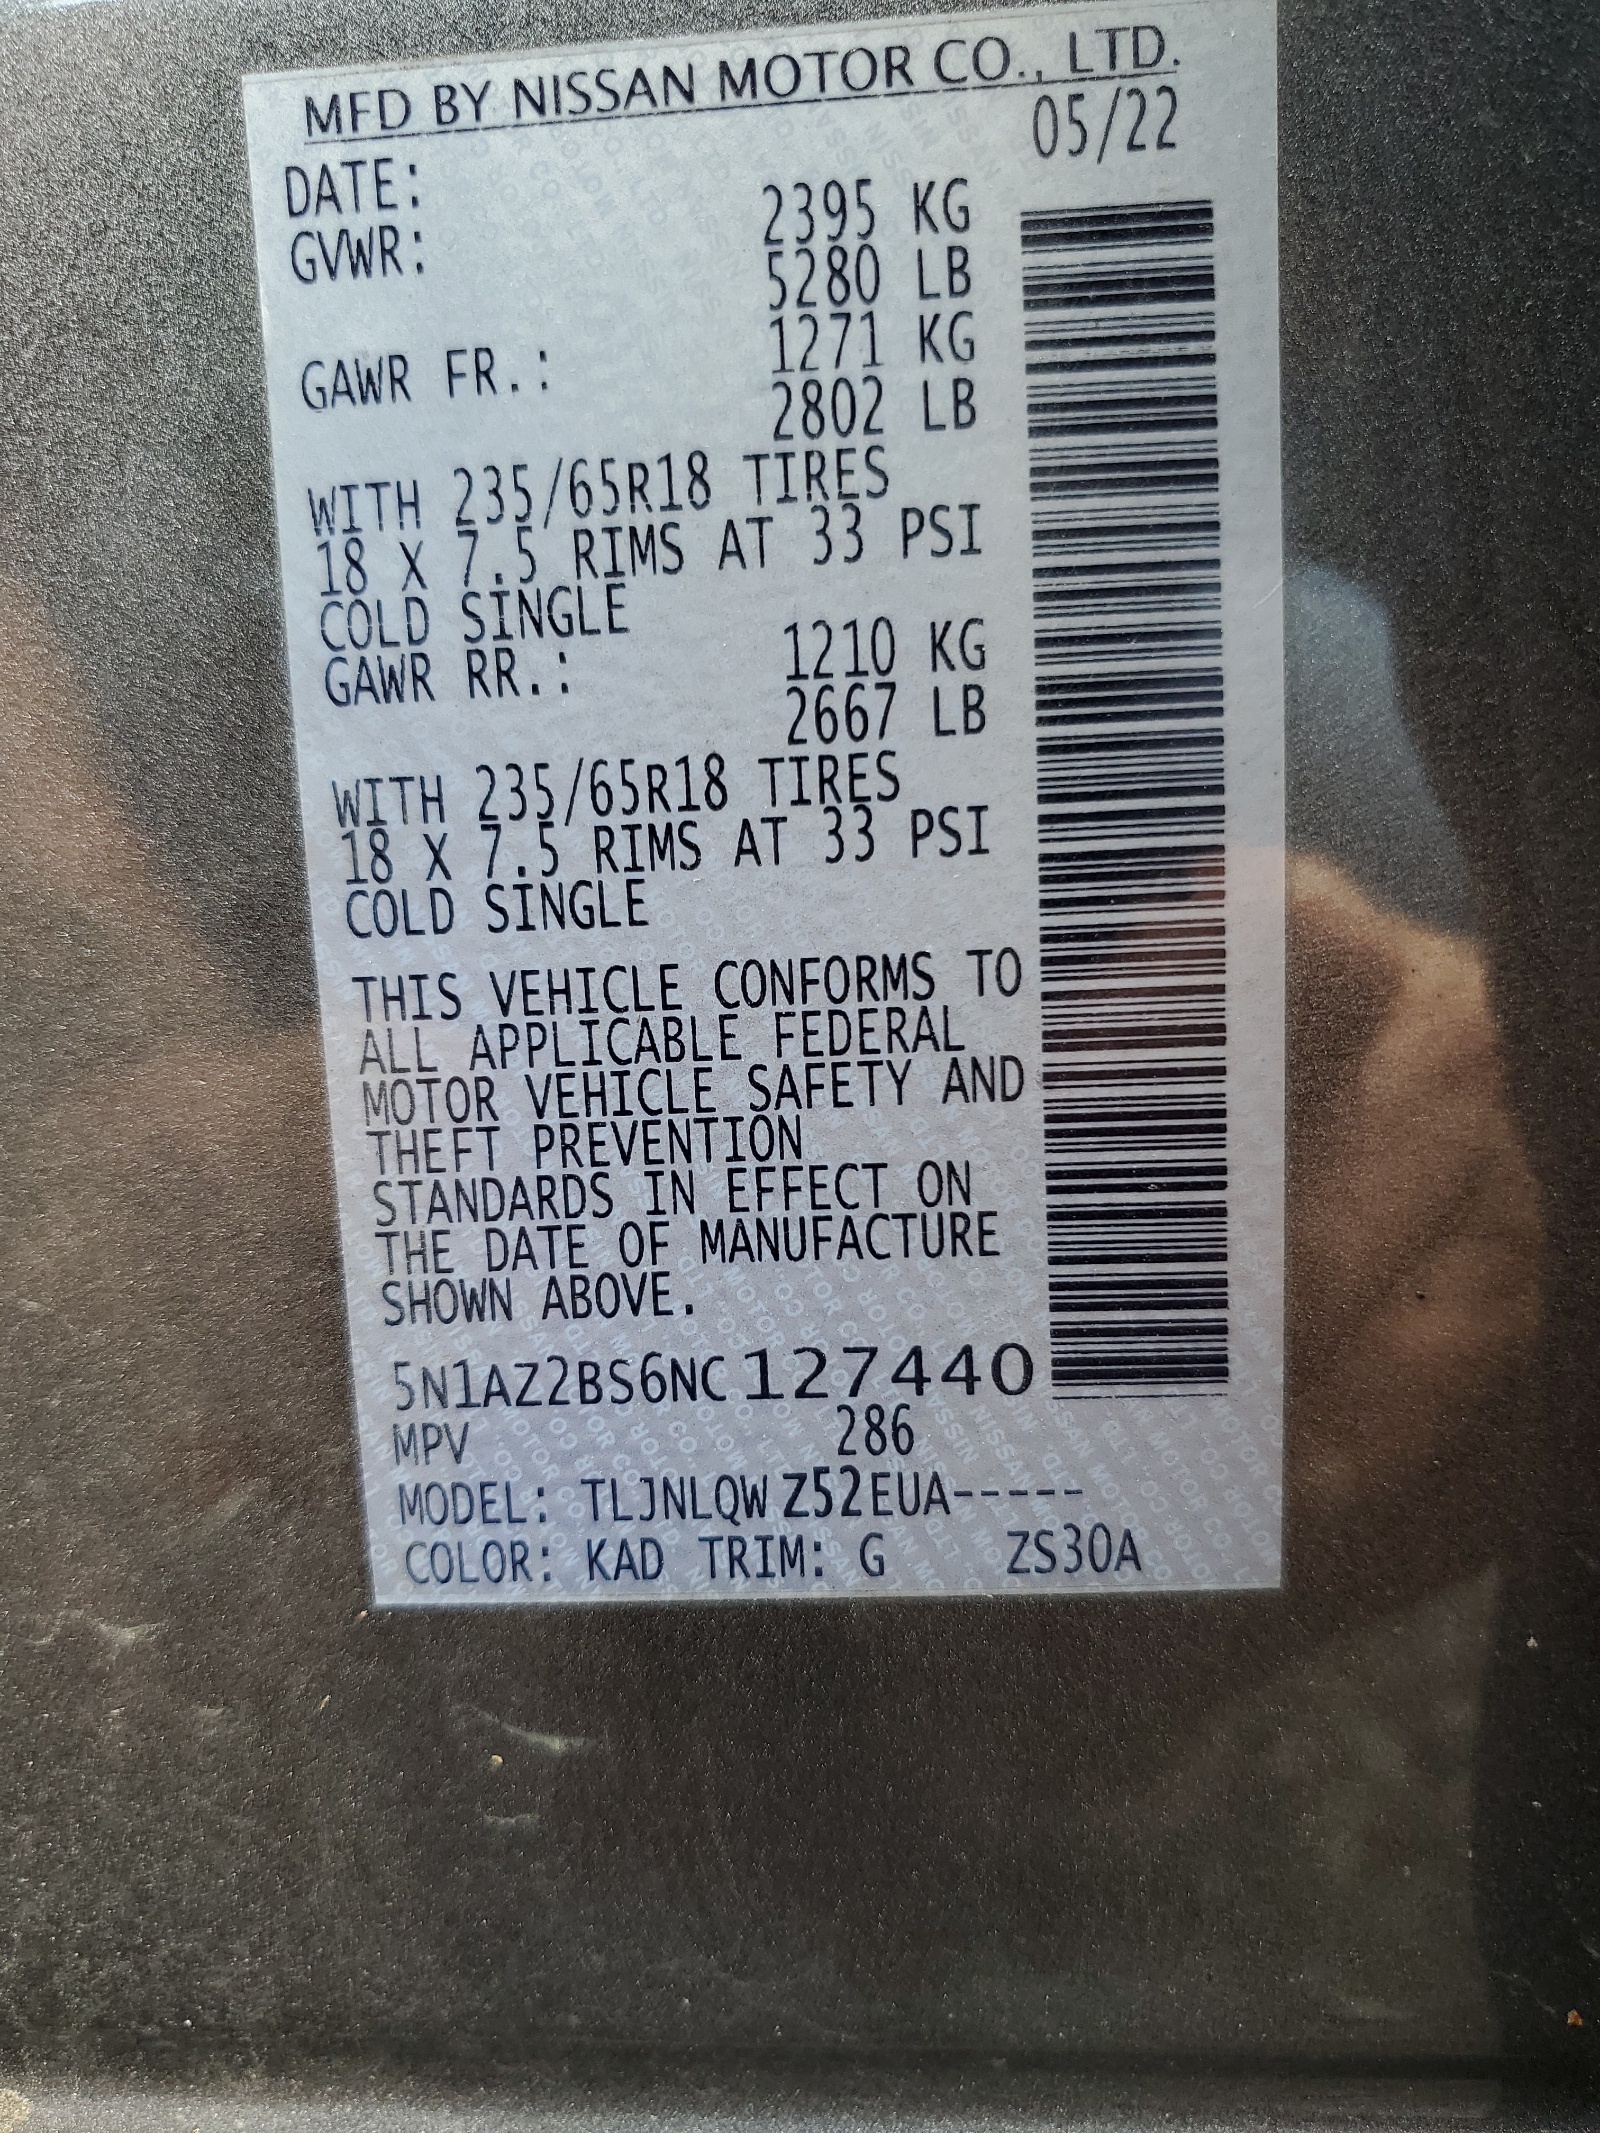 MFD BY NISSAN MOTOR CO., LTD.
DATE: 05/22
GVWR: 2395 KG
5280 LB
GAWR FR.: 1271 KG
2802 LB
WITH 235/65R18 TIRES
18 X 7.5 RIMS AT 33 PSI
COLD SINGLE
GAWR RR.: 1210 KG
2667 LB
WITH 235/65R18 TIRES
18 X 7.5 RIMS AT 33 PSI
COLD SINGLE
THIS VEHICLE CONFORMS TO
ALL APPLICABLE FEDERAL
MOTOR VEHICLE SAFETY AND
THEFT PREVENTION
STANDARDS IN EFFECT ON
THE DATE OF MANUFACTURE
SHOWN ABOVE.
5N1AZ2BS6NC127440
MPV 286
MODEL: TLJNLQWZ52EUA-----
COLOR: KAD TRIM: G ZS30A